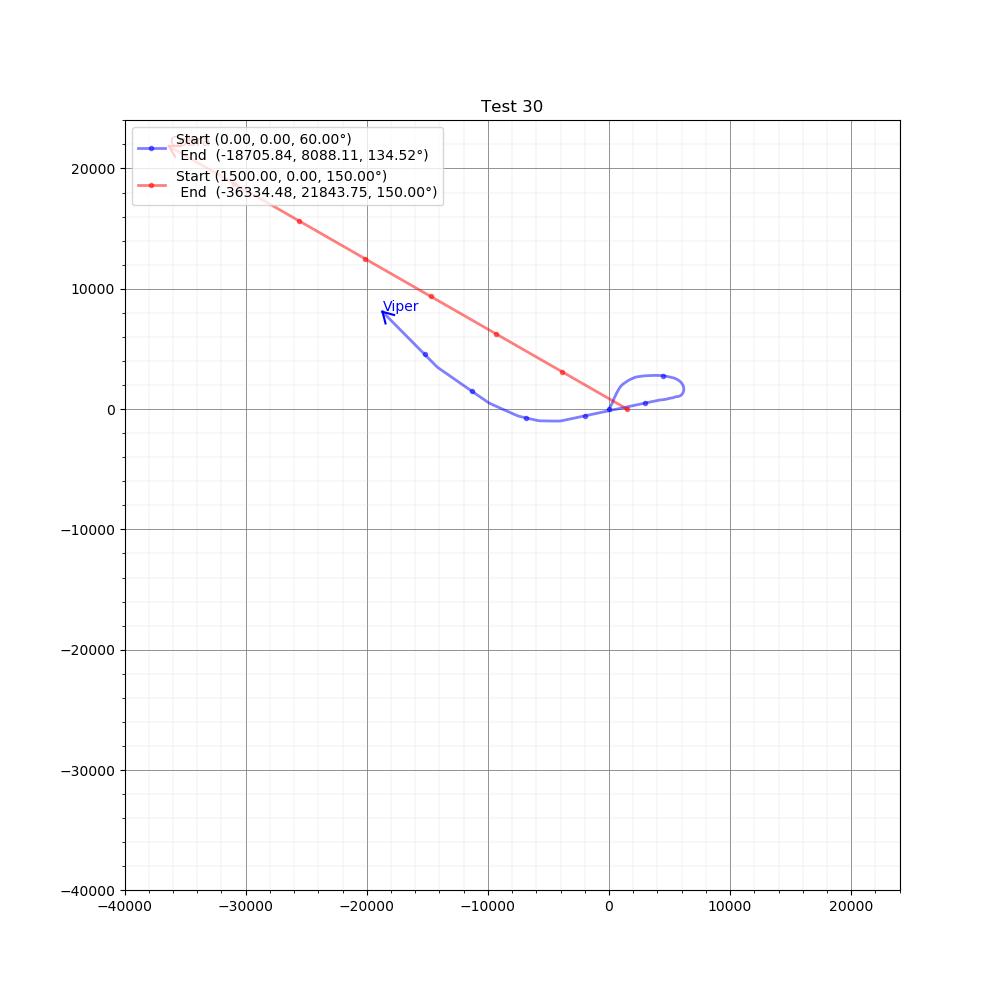 Test 30
Start (0.00, 0.00, 60.00°)
End (-18705.84, 8088.11, 134.52°)
Start (1500.00, 0.00, 150.00°)
End (-36334.48, 21843.75, 150.00°)
Viper
20000
10000
0
−10000
−20000
−30000
−40000
−40000 −30000 −20000 −10000 0 10000 20000